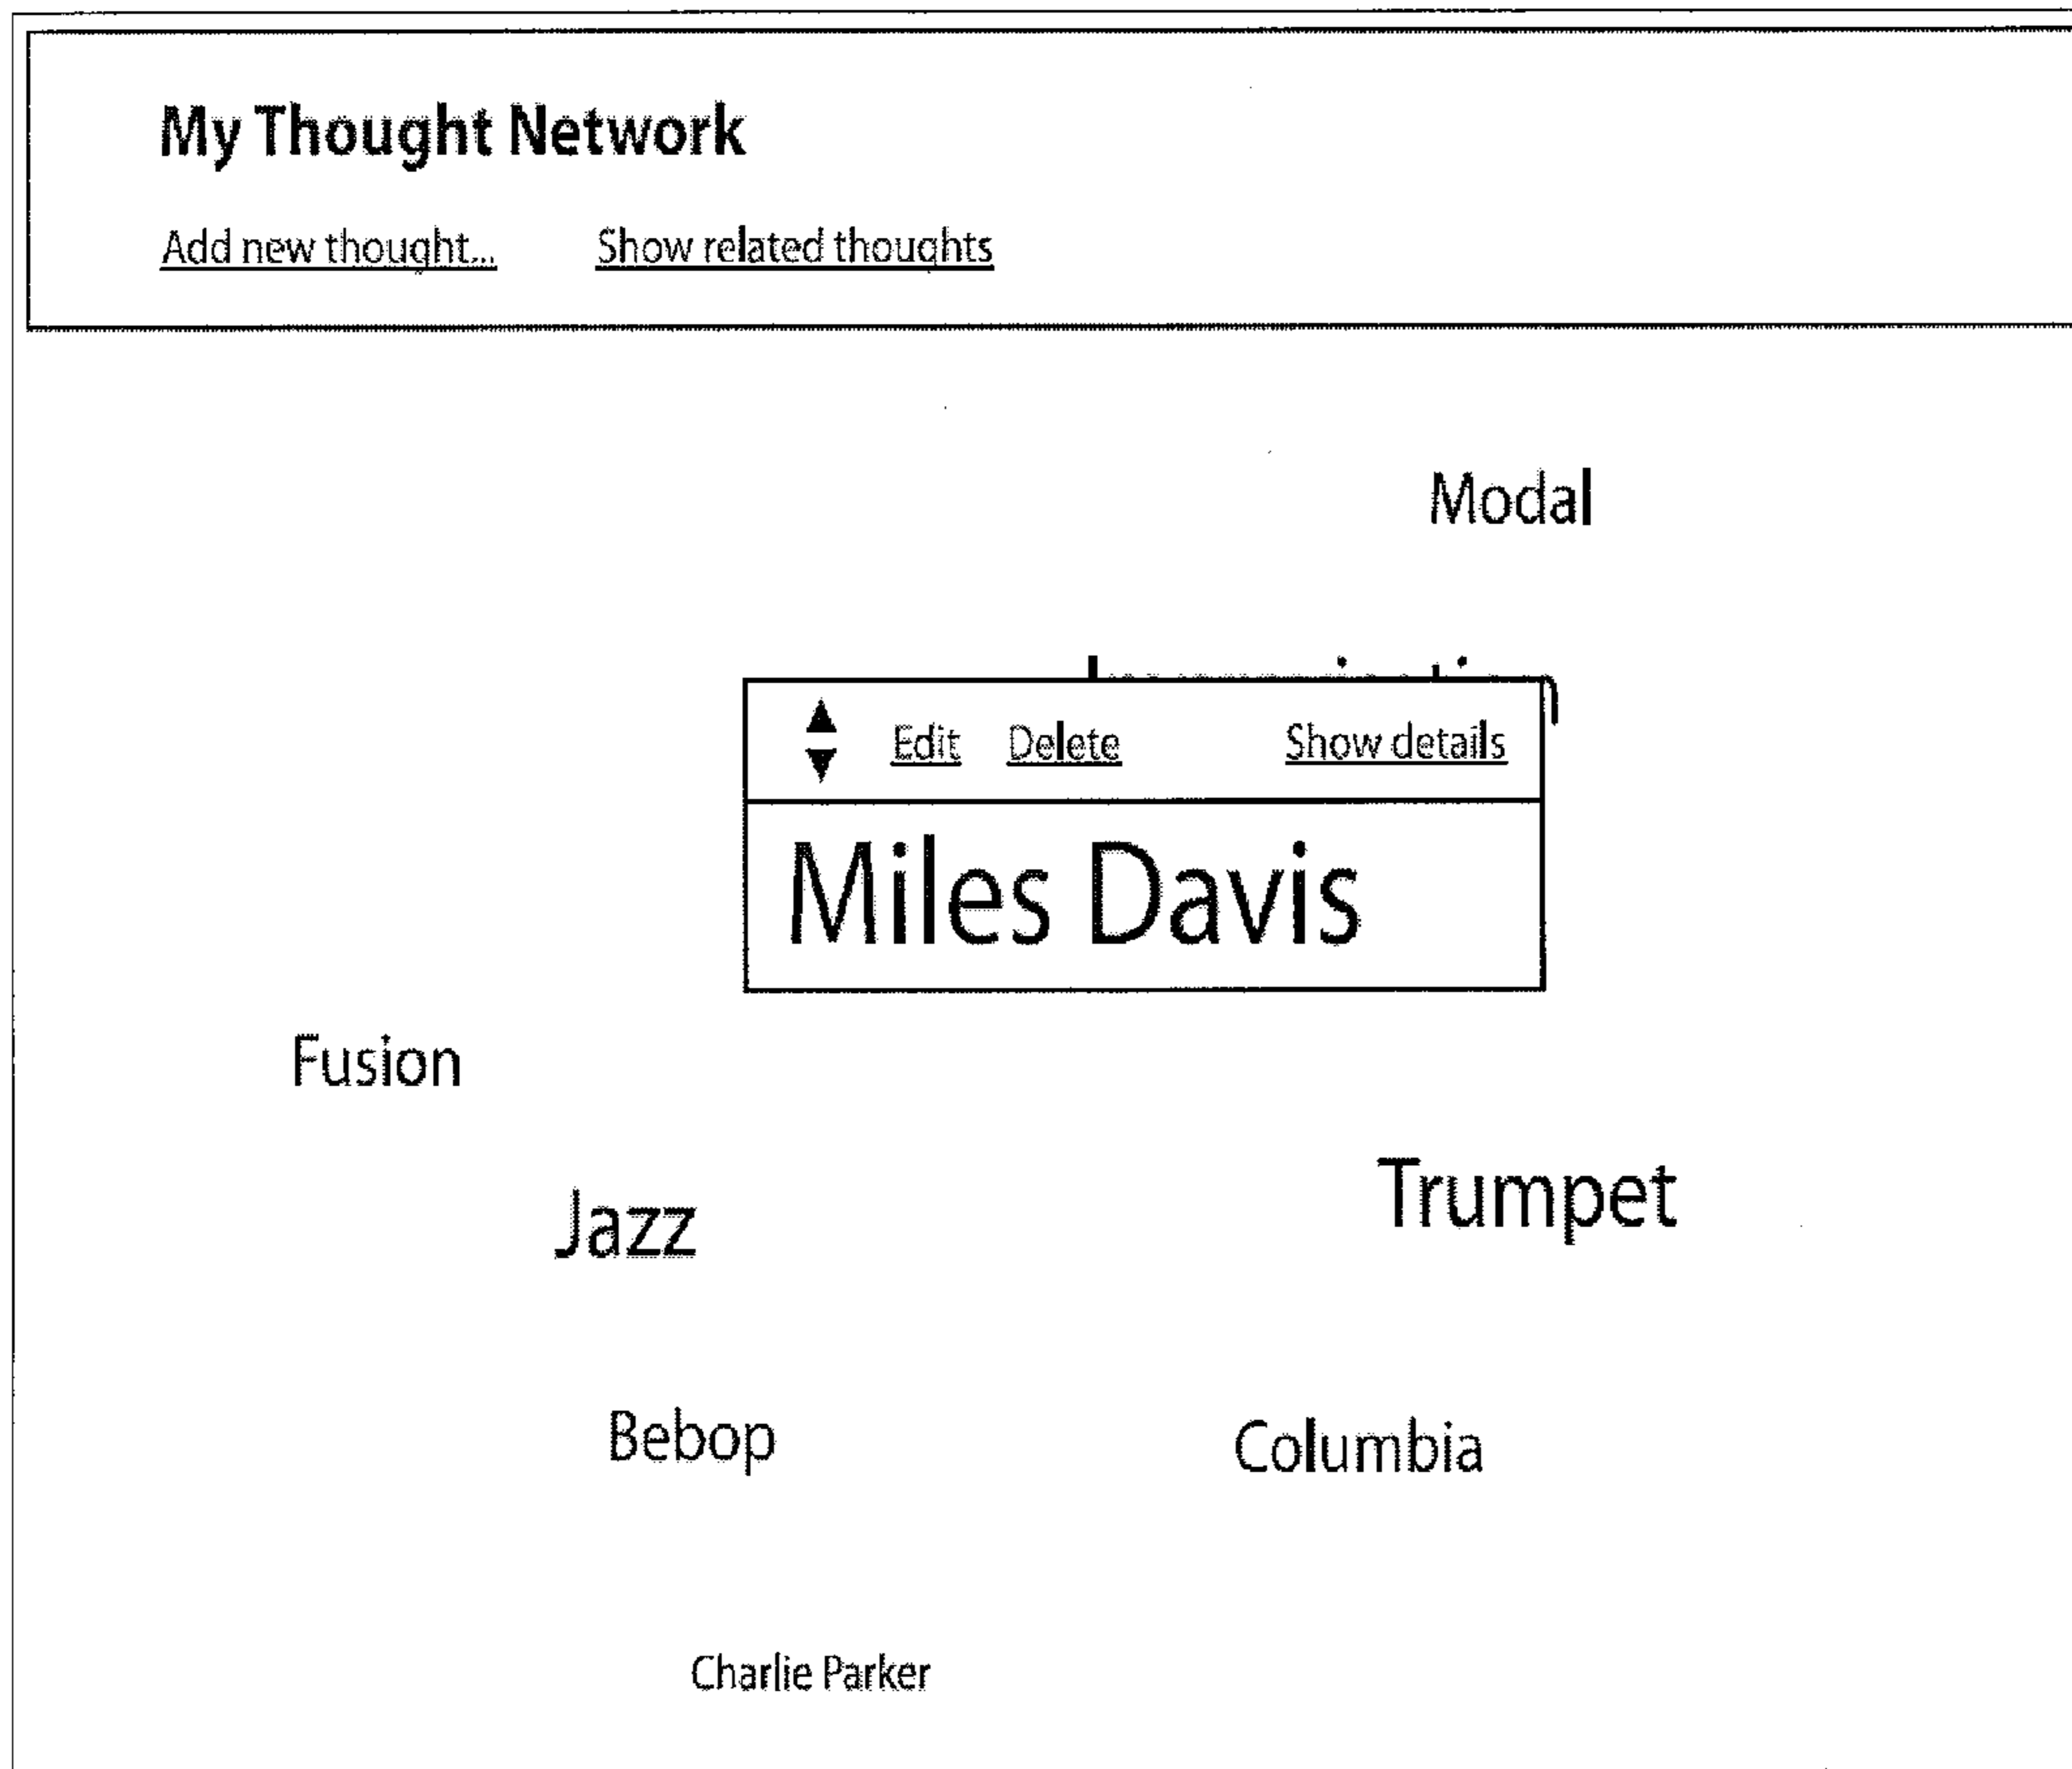 My Thought Network
Add new thought... Show related thoughts
Modal
Edit Delete Show details
Miles Davis
Fusion
Trumpet
Jazz
Bebop
Columbia
Charlie Parker